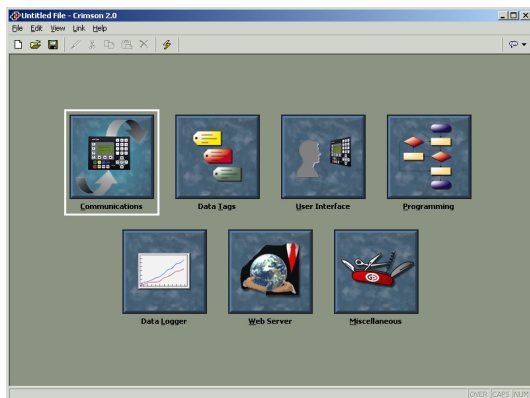 Untitled File - Crimson 2.0
File Edit View Link Help
Communications Data Tags User Interface Programming
Data Logger Web Server Miscellaneous
OVER CAPS NUM